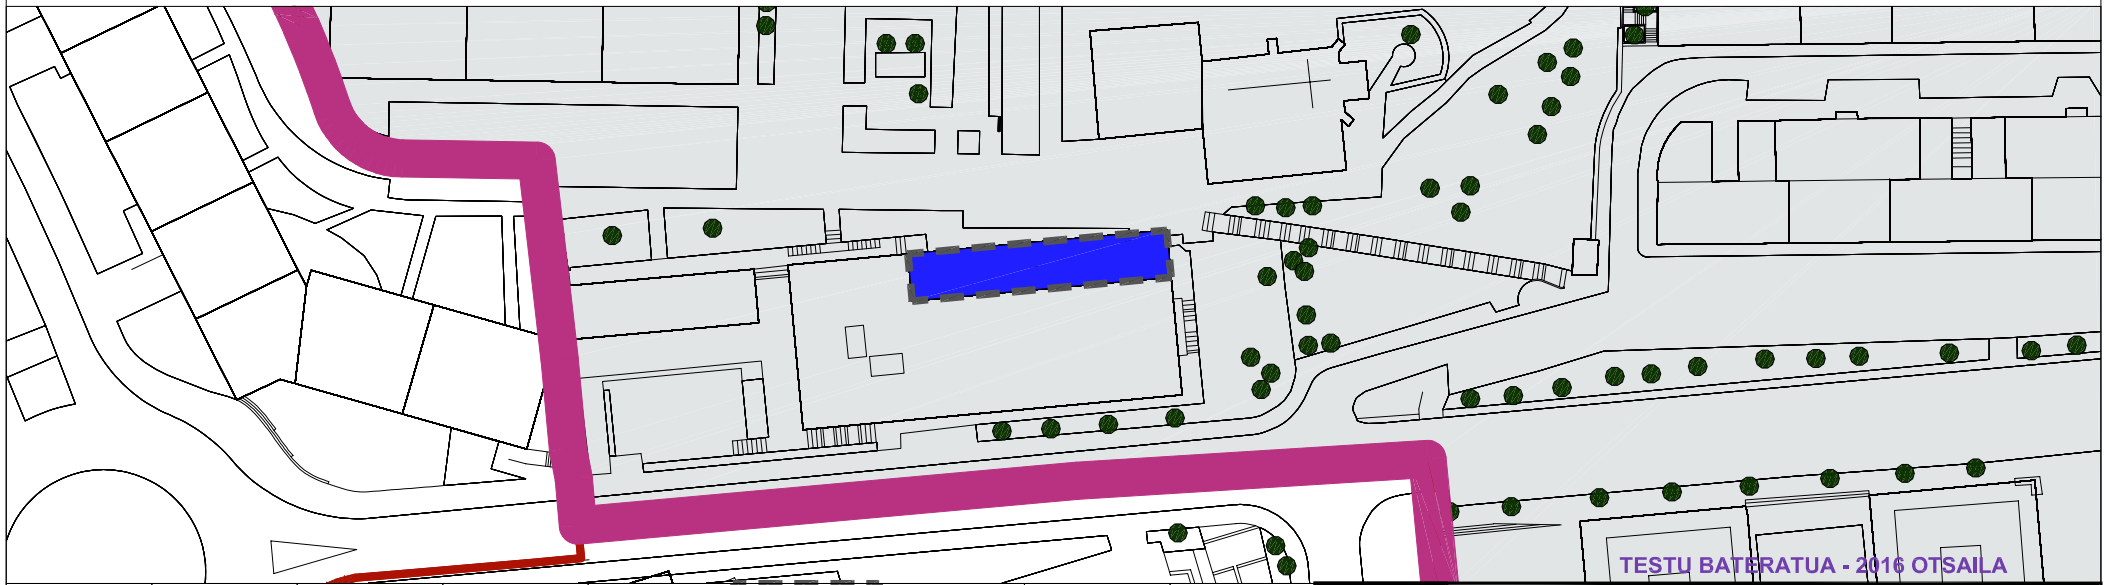 TESTU BATERATUA - 2016 OTSAILA